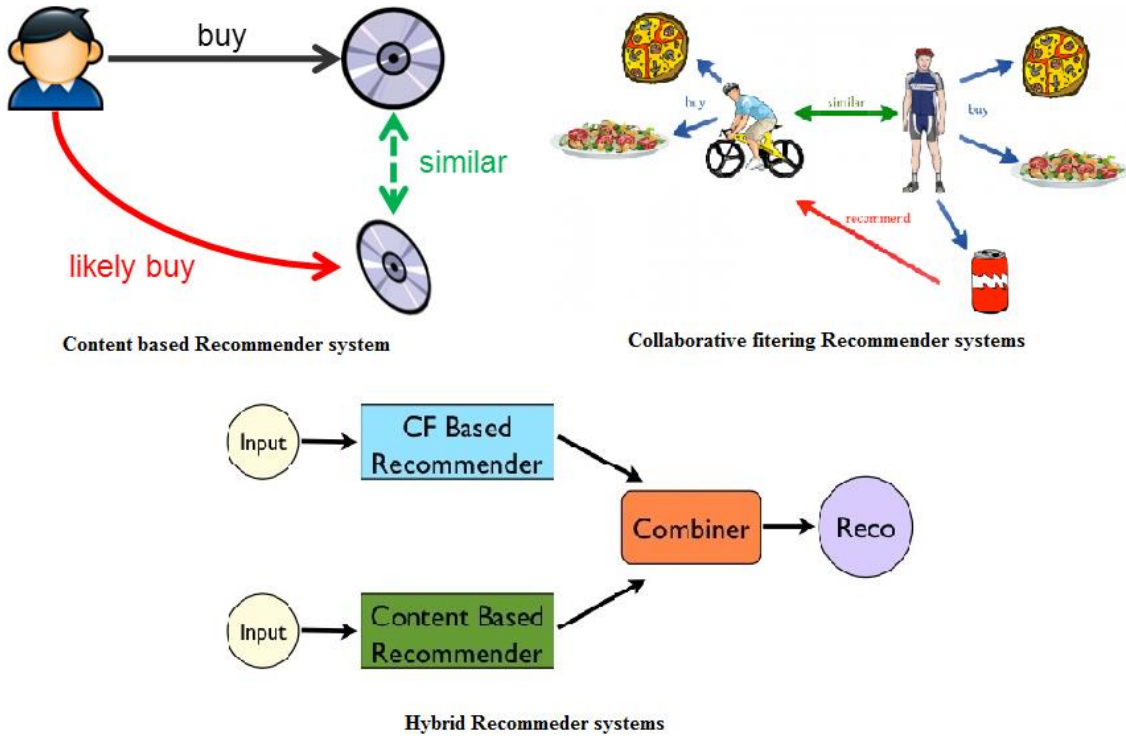 buy
similar
likely buy
Content based Recommender system
buy
similar
buy
recommend
Collaborative fitering Recommender systems
Input
CF Based
Recommender
Combiner
Reco
Input
Content Based
Recommender
Hybrid Recommeder systems